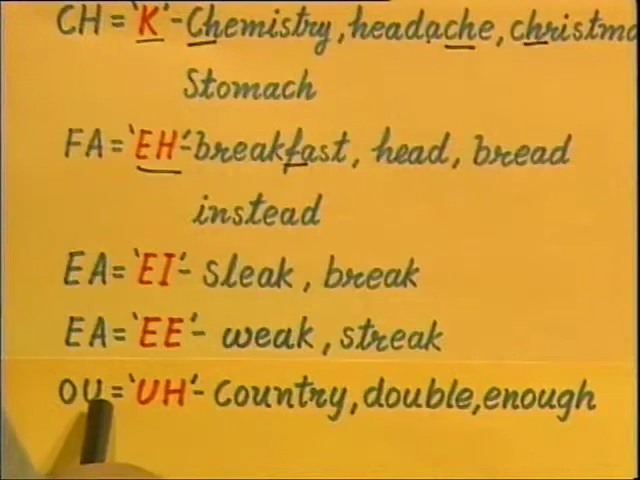 CH = 'K' - Chemistry, headache, christma
Stomach
FA = 'EH' - breakfast, head, bread
instead
EA = 'EI' - Sleak, break
EA = 'EE' - weak, streak
OU = 'UH' - Country, double, enough